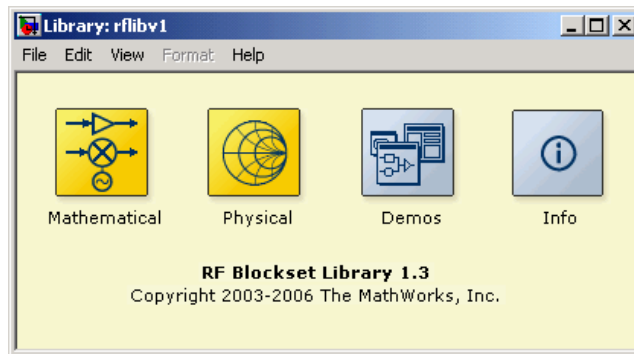 Library: rflibv1
File Edit View Format Help
Mathematical Physical Demos Info
RF Blockset Library 1.3
Copyright 2003-2006 The MathWorks, Inc.